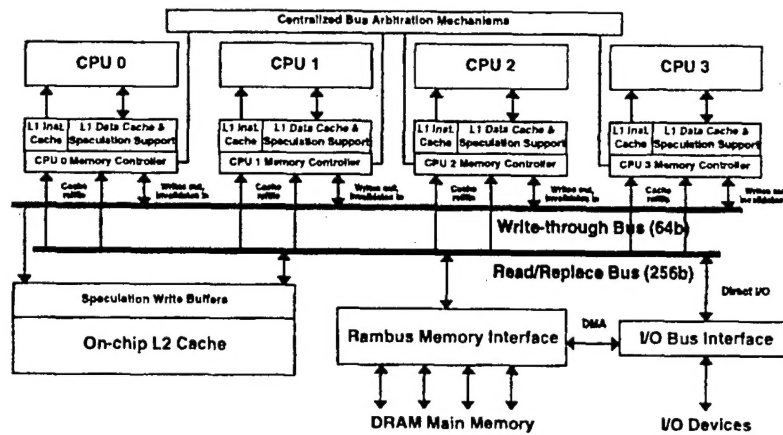 Centralized Bus Arbitration Mechanisms
CPU 0
CPU 1
CPU 2
CPU 3
L1 Inst. Cache
L1 Data Cache & Speculation Support
L1 Inst. Cache
L1 Data Cache & Speculation Support
L1 Inst. Cache
L1 Data Cache & Speculation Support
L1 Inst. Cache
L1 Data Cache & Speculation Support
CPU 0 Memory Controller
CPU 1 Memory Controller
CPU 2 Memory Controller
CPU 3 Memory Controller
Cache refills
Writes out, invalidates in
Cache refills
Writes out, invalidates in
Cache refills
Writes out, invalidates in
Cache refills
Writes out, invalidates in
Write-through Bus (64b)
Read/Replace Bus (256b)
Speculation Write Buffers
On-chip L2 Cache
Rambus Memory Interface
DMA
Direct I/O
I/O Bus Interface
DRAM Main Memory
I/O Devices